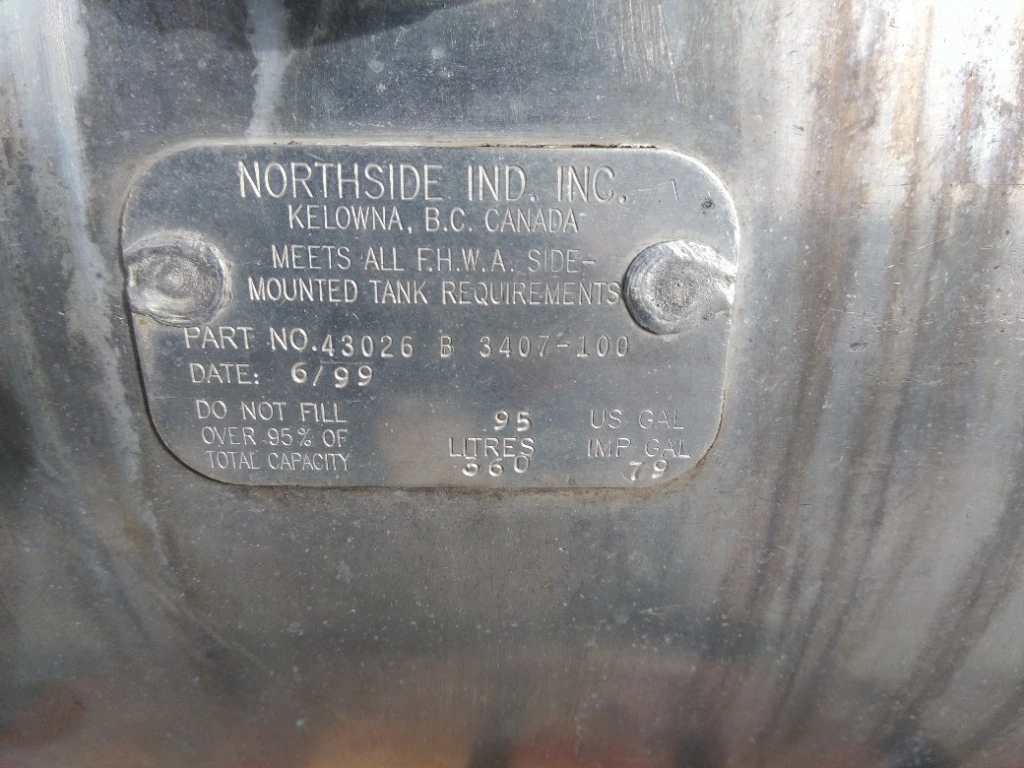 NORTHSIDE IND. INC.
KELOWNA, B.C. CANADA
MEETS ALL F.H.W.A. SIDE-
MOUNTED TANK REQUIREMENTS
PART NO. 43026 B 3407-100
DATE: 6/99
DO NOT FILL
OVER 95% OF
TOTAL CAPACITY
95 US GAL
LITRES IMP GAL
360 79